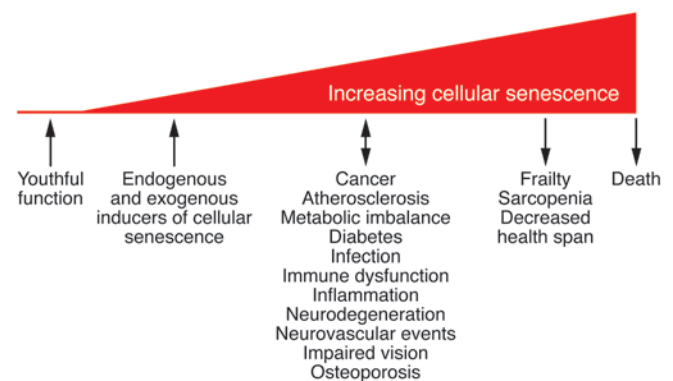 Increasing cellular senescence
Youthful
function
Endogenous
and exogenous
inducers of cellular
senescence
Cancer
Atherosclerosis
Metabolic imbalance
Diabetes
Infection
Immune dysfunction
Inflammation
Neurodegeneration
Neurovascular events
Impaired vision
Osteoporosis
Frailty
Sarcopenia
Decreased
health span
Death